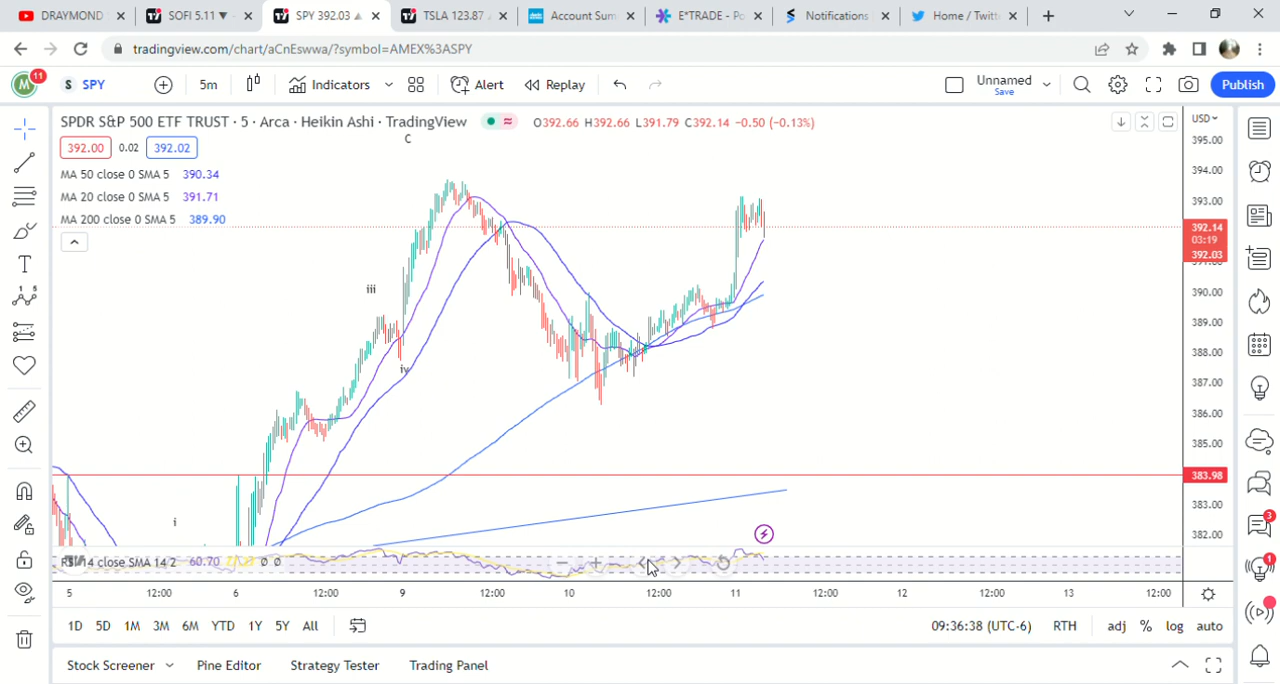 DRAYMOND
SOFI 5.11 ▼
SPY 392.03 ▲
TSLA 123.87
Account Sum
E*TRADE - Po
Notifications
Home / Twitt
tradingview.com/chart/aCnEswwa/?symbol=AMEX%3ASPY
M 11
S SPY
5m
Indicators
Alert
Replay
Unnamed
Save
Publish
SPDR S&P 500 ETF TRUST · 5 · Arca · Heikin Ashi · TradingView
O392.66 H392.66 L391.79 C392.14 −0.50 (−0.13%)
USD
C
392.00 0.02 392.02
MA 50 close 0 SMA 5 390.34
MA 20 close 0 SMA 5 391.71
MA 200 close 0 SMA 5 389.90
395.00
394.00
393.00
392.14
03:19
392.03
390.00
389.00
388.00
387.00
386.00
385.00
383.98
383.00
382.00
iii
iv
i
RSI 14 close SMA 14 2 60.70 Ø Ø
5 12:00 6 12:00 9 12:00 10 12:00 11 12:00 12 12:00 13 12:00
1D 5D 1M 3M 6M YTD 1Y 5Y All
09:36:38 (UTC-6) RTH adj % log auto
Stock Screener Pine Editor Strategy Tester Trading Panel
3
1